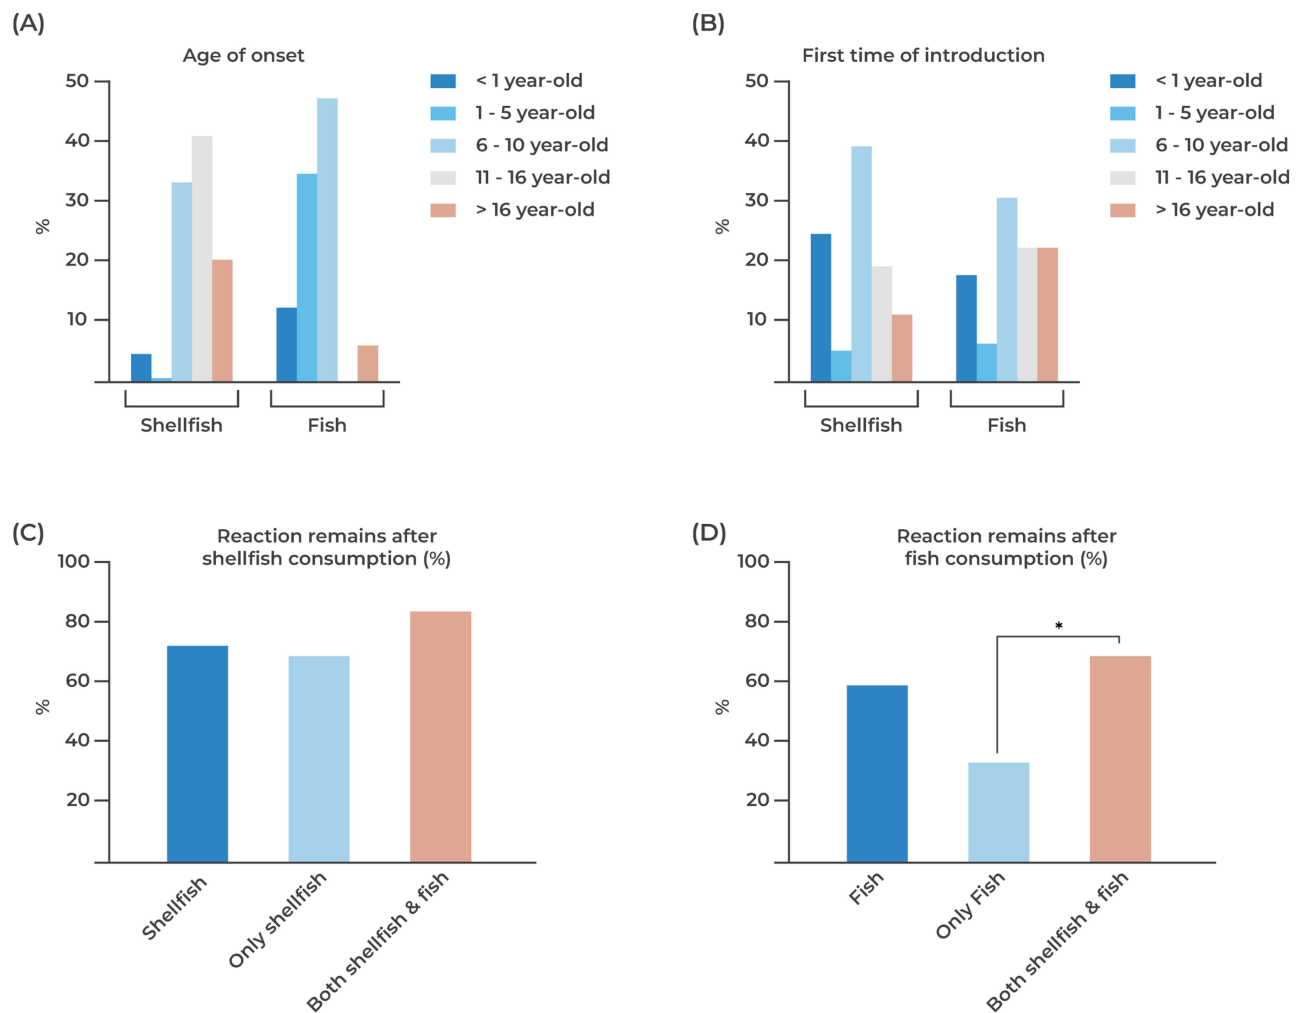 (A)
Age of onset
50
40
30
20
10
%
Shellfish
Fish
< 1 year-old
1 - 5 year-old
6 - 10 year-old
11 - 16 year-old
> 16 year-old
(B)
First time of introduction
50
40
30
20
10
%
Shellfish
Fish
< 1 year-old
1 - 5 year-old
6 - 10 year-old
11 - 16 year-old
> 16 year-old
(C)
Reaction remains after
shellfish consumption (%)
100
80
60
40
20
%
Shellfish
Only shellfish
Both shellfish & fish
(D)
Reaction remains after
fish consumption (%)
100
80
60
40
20
%
*
Fish
Only Fish
Both shellfish & fish